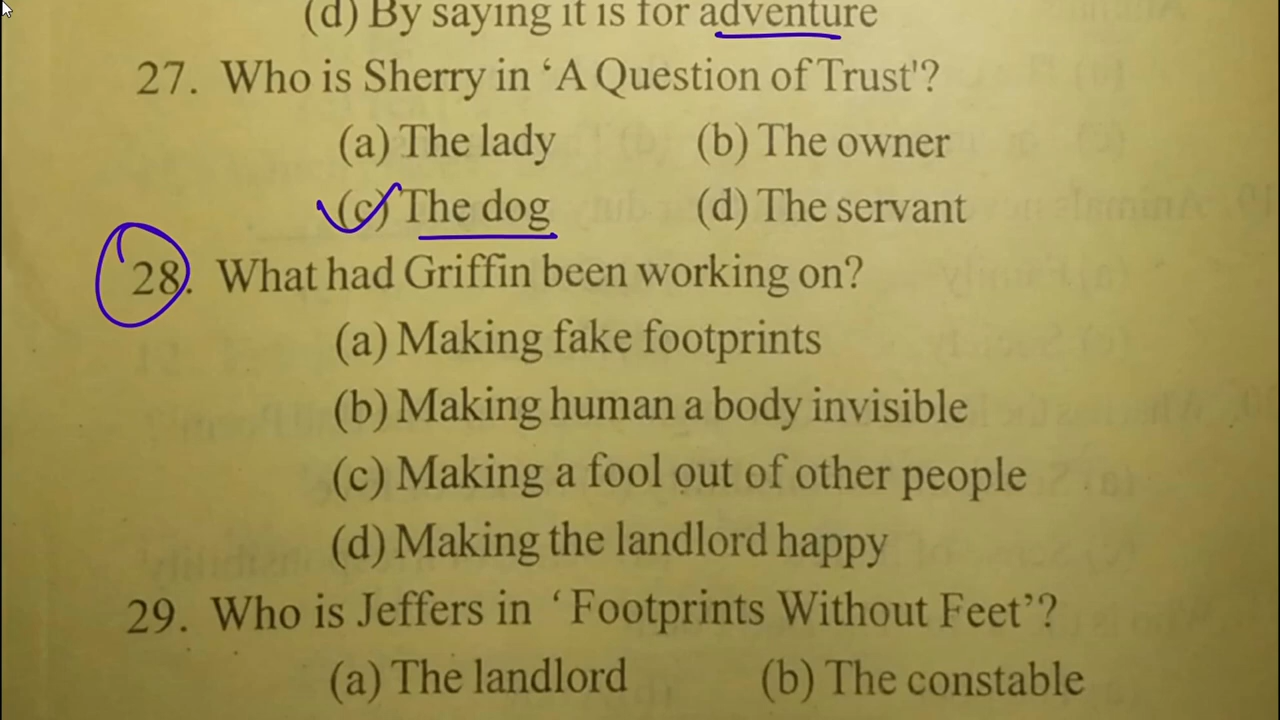 (d) By saying it is for adventure
27. Who is Sherry in ‘A Question of Trust'?
(a) The lady (b) The owner
(c) The dog (d) The servant
28. What had Griffin been working on?
(a) Making fake footprints
(b) Making human a body invisible
(c) Making a fool out of other people
(d) Making the landlord happy
29. Who is Jeffers in ‘Footprints Without Feet’?
(a) The landlord (b) The constable